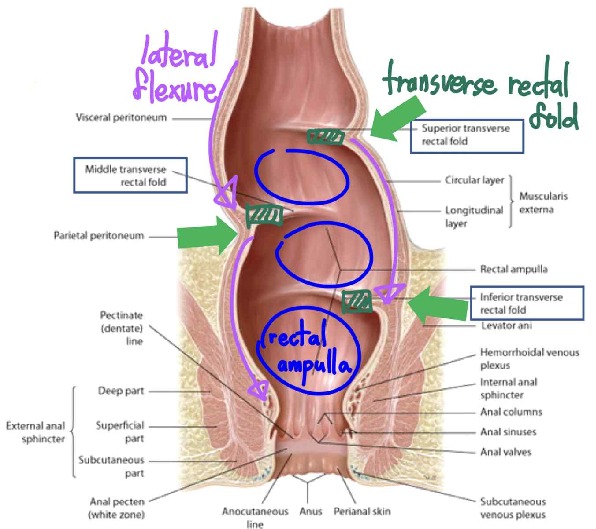 lateral
flexure
transverse rectal
fold
Visceral peritoneum
Superior transverse
rectal fold
Middle transverse
rectal fold
Circular layer
Muscularis
externa
Longitudinal
layer
Parietal peritoneum
Rectal ampulla
Inferior transverse
rectal fold
Levator ani
Pectinate
(dentate)
line
rectal
ampulla
Hemorrhoidal venous
plexus
Internal anal
sphincter
Deep part
Anal columns
External anal
sphincter
Superficial
part
Anal sinuses
Anal valves
Subcutaneous
part
Anal pecten
(white zone)
Anocutaneous
line
Anus
Perianal skin
Subcutaneous
venous plexus